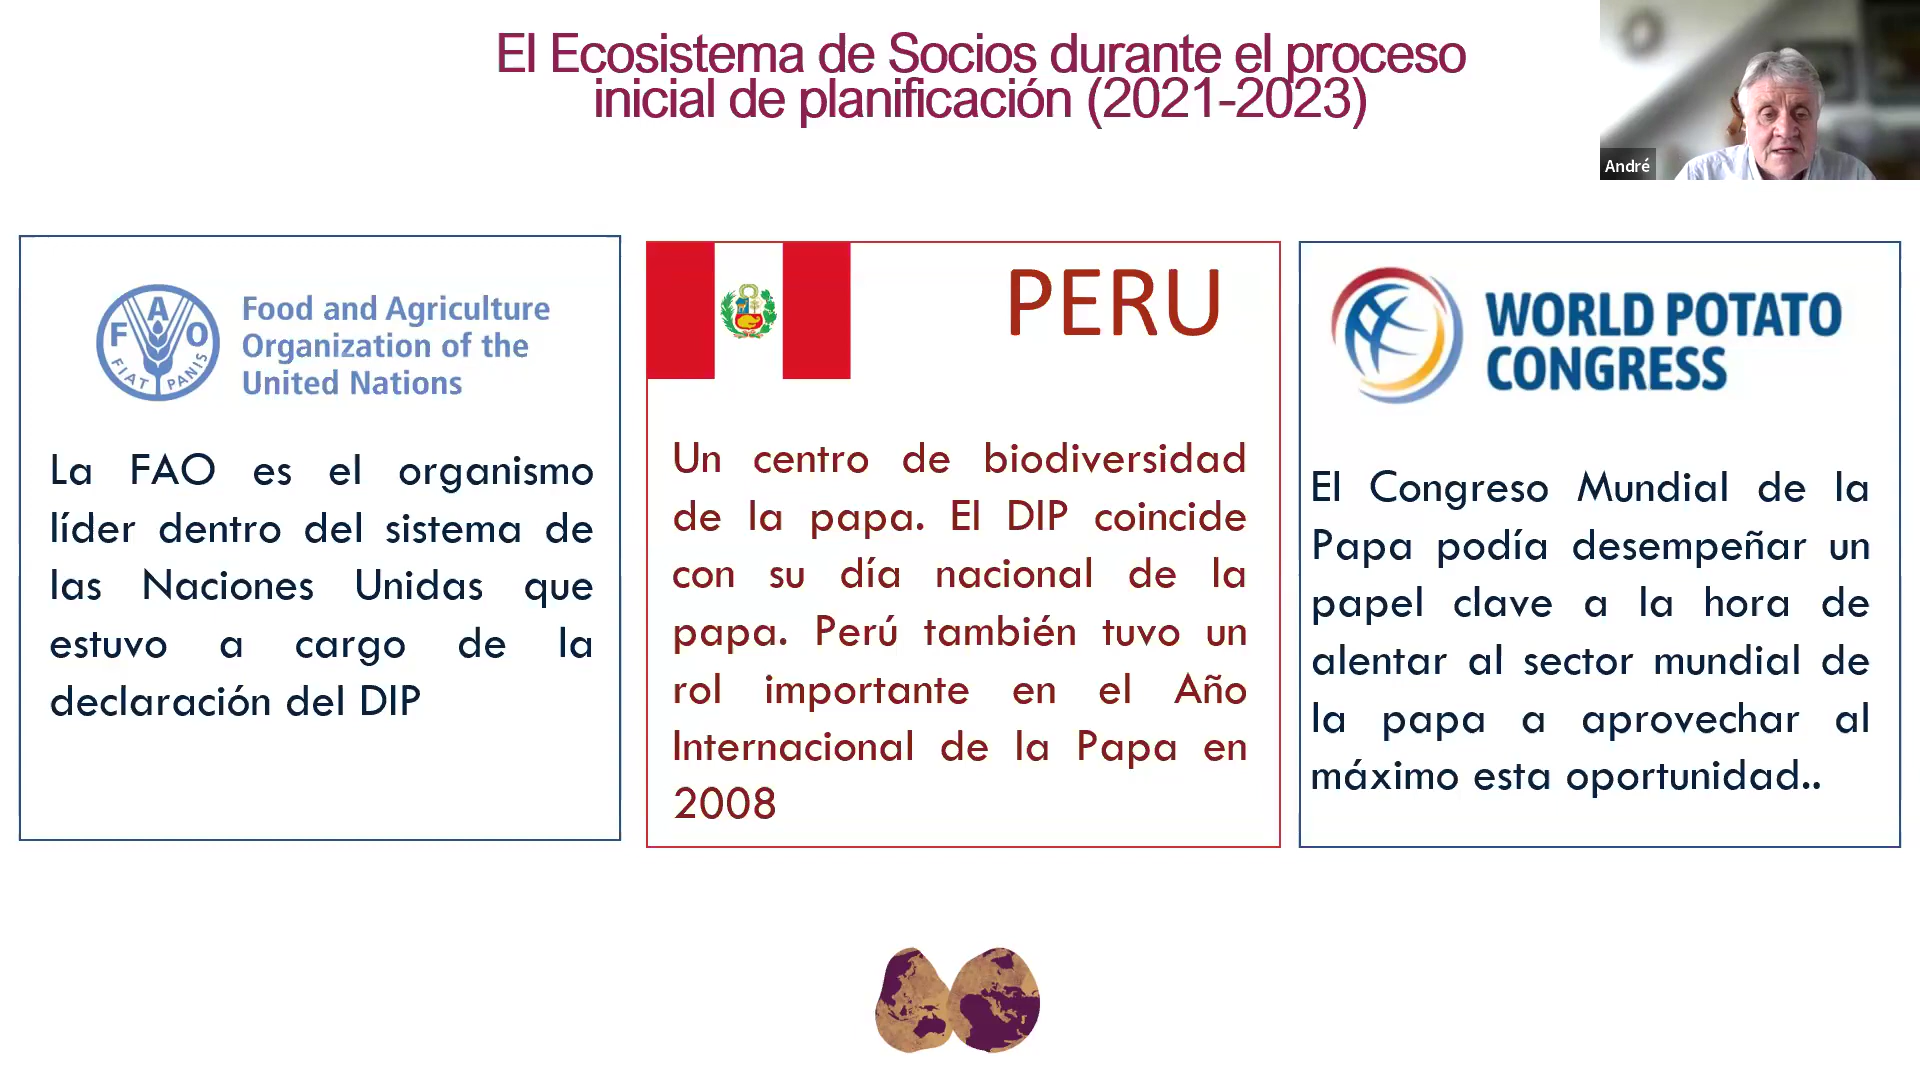 El Ecosistema de Socios durante el proceso
inicial de planificación (2021-2023)
André
F A O
FIAT PANIS
Food and Agriculture
Organization of the
United Nations
La FAO es el organismo
líder dentro del sistema de
las Naciones Unidas que
estuvo a cargo de la
declaración del DIP
PERU
Un centro de biodiversidad
de la papa. El DIP coincide
con su día nacional de la
papa. Perú también tuvo un
rol importante en el Año
Internacional de la Papa en
2008
WORLD POTATO
CONGRESS
El Congreso Mundial de la
Papa podía desempeñar un
papel clave a la hora de
alentar al sector mundial de
la papa a aprovechar al
máximo esta oportunidad..